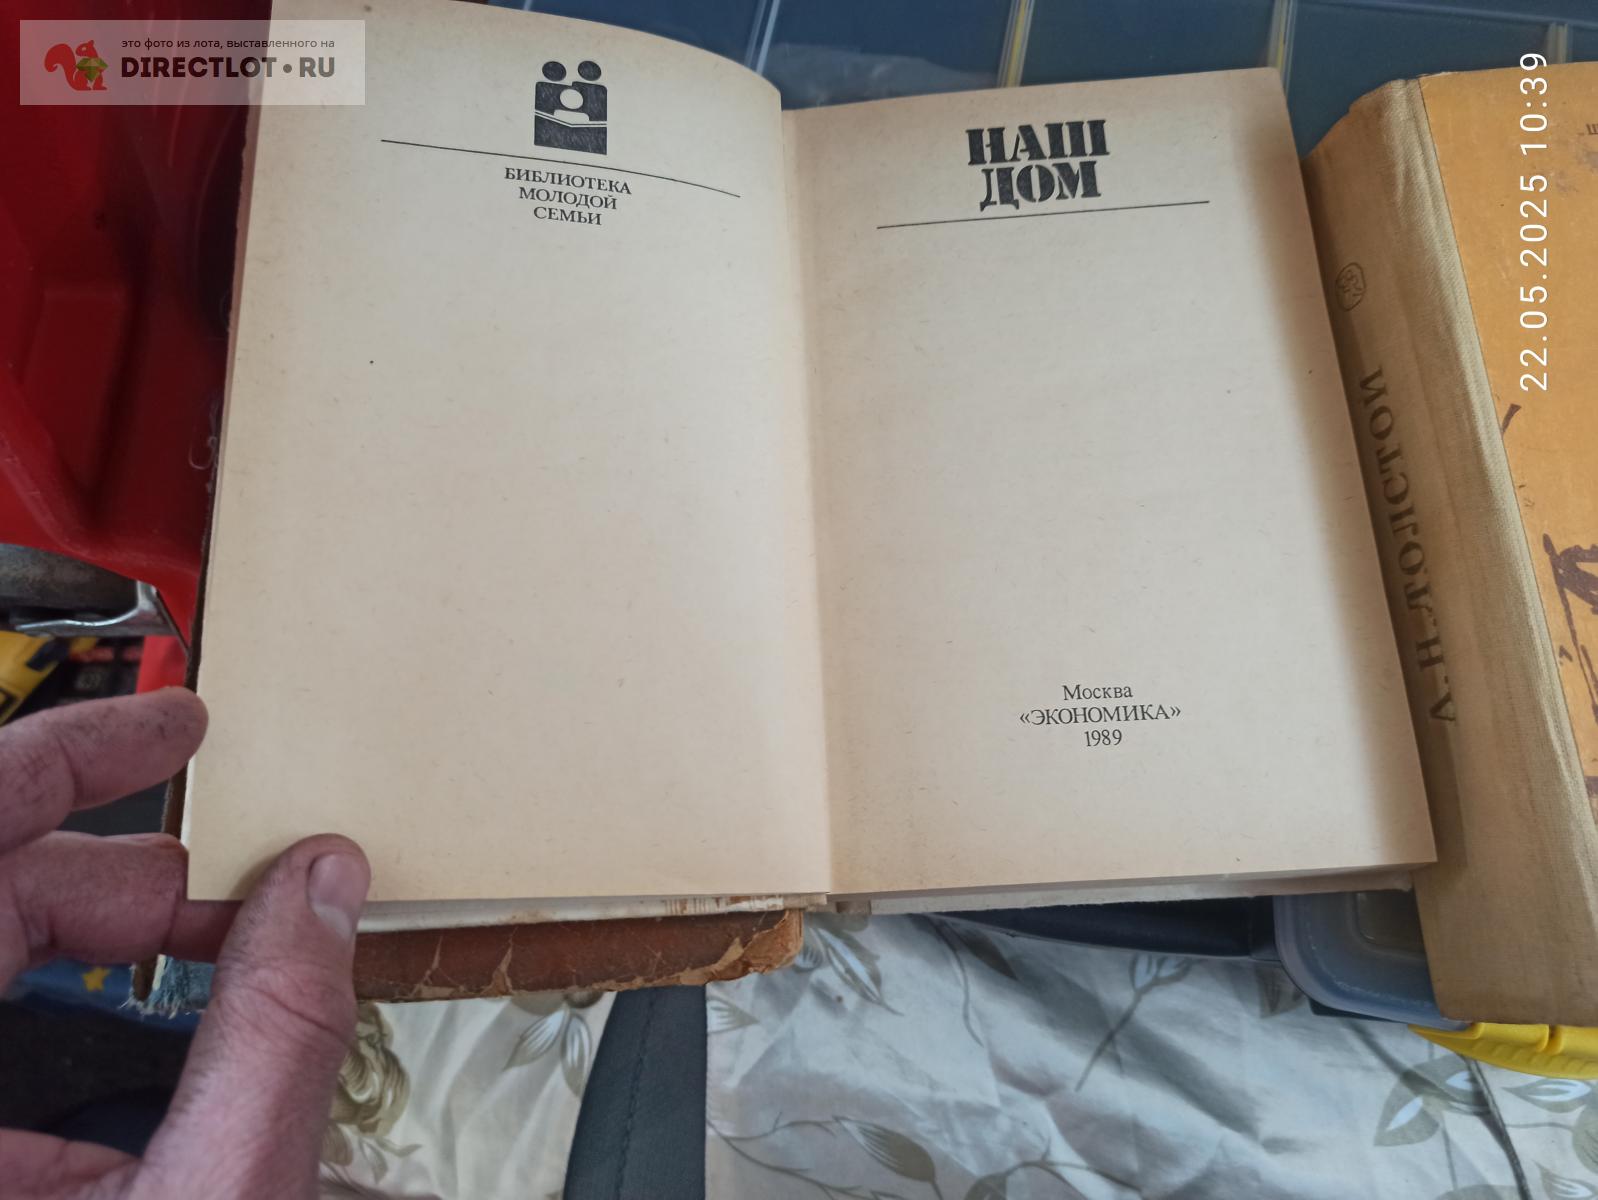 это фото из лота, выставленного на
DIRECTLOT•RU
БИБЛИОТЕКА
МОЛОДОЙ
СЕМЬИ
НАШ
ДОМ
Москва
«ЭКОНОМИКА»
1989
А.Н.ТОЛСТОЙ
22.05.2025 10:39